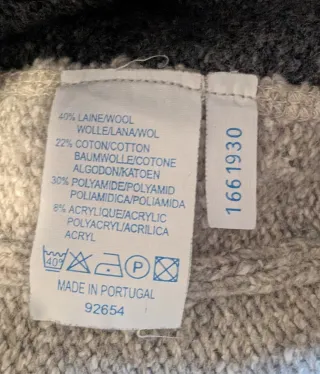 40% LAINE/WOOL
WOLLE/LANA/WOL
22% COTON/COTTON
BAUMWOLLE/COTONE
ALGODON/KATOEN
30% POLYAMIDE/POLYAMID
POLIAMIDICA/POLIAMIDA
8% ACRYLIQUE/ACRYLIC
POLYACRYL/ACRILICA
ACRYL
40° P
MADE IN PORTUGAL
92654
1661930